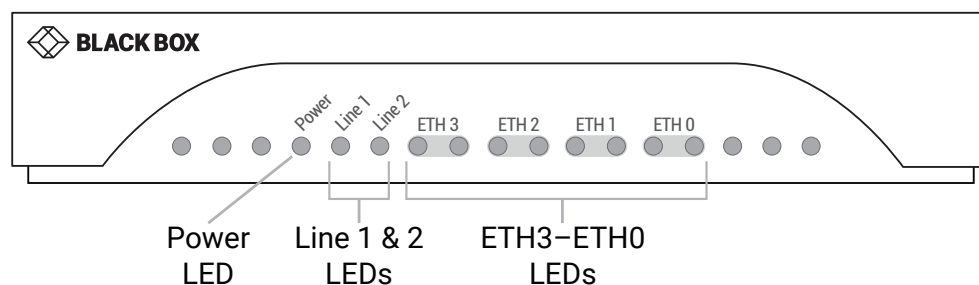 BLACK BOX
Power Line 1 Line 2 ETH 3 ETH 2 ETH 1 ETH 0
Power Line 1 & 2 ETH3–ETH0
LED LEDs LEDs